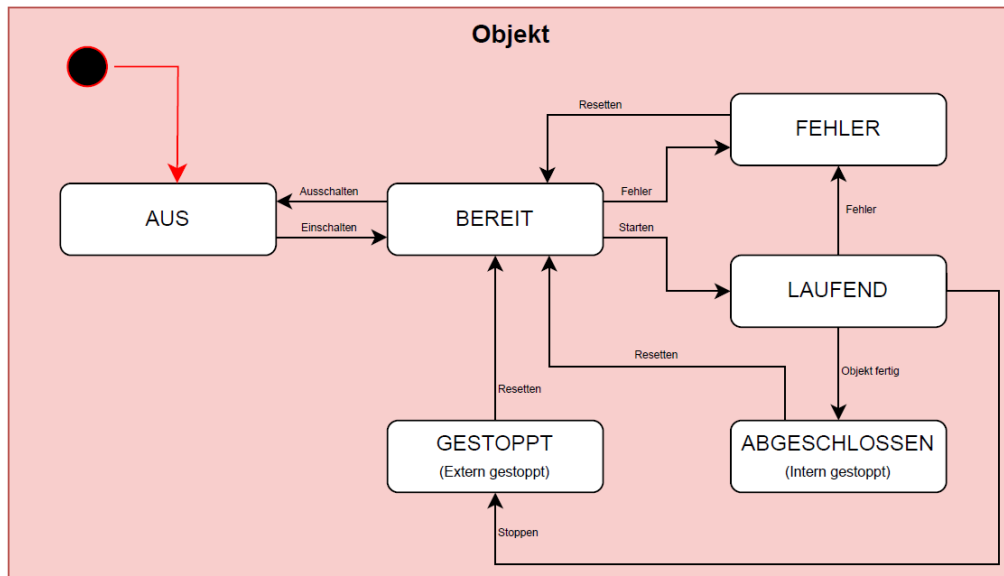 Objekt
Resetten
FEHLER
Ausschalten
Fehler
AUS
BEREIT
Fehler
Einschalten
Starten
LAUFEND
Resetten
Objekt fertig
Resetten
GESTOPPT
(Extern gestoppt)
ABGESCHLOSSEN
(Intern gestoppt)
Stoppen